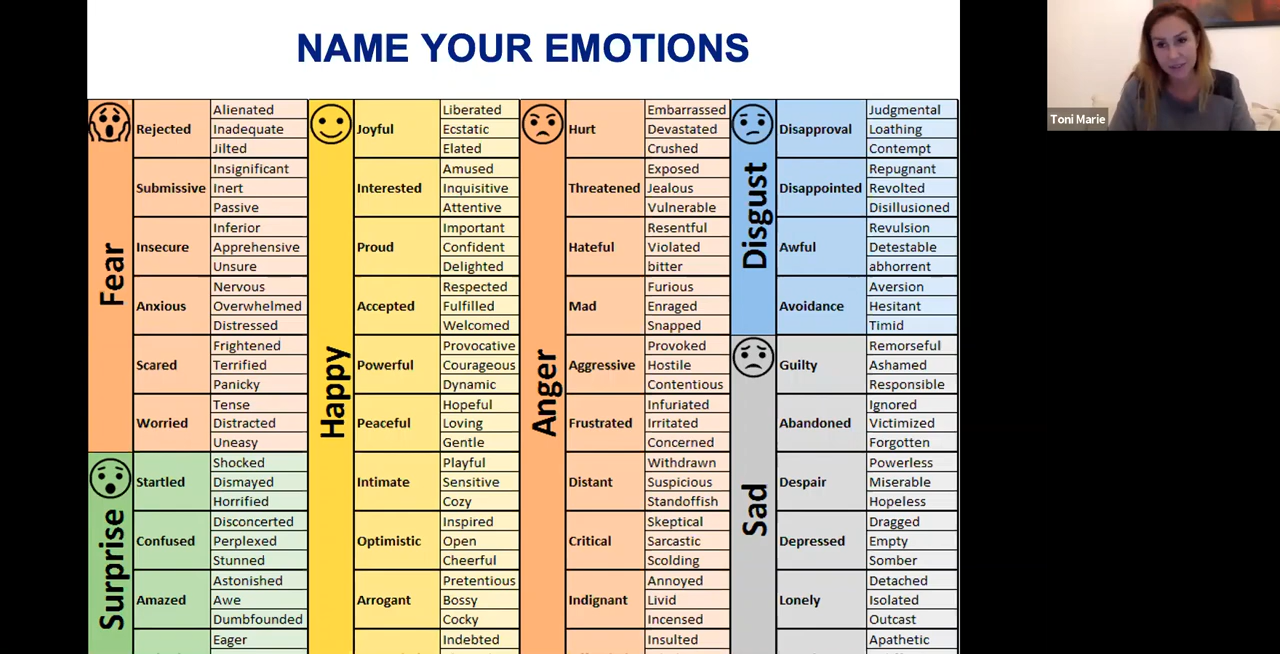 NAME YOUR EMOTIONS
Toni Marie
Fear
Rejected
Alienated
Inadequate
Jilted
Submissive
Insignificant
Inert
Passive
Insecure
Inferior
Apprehensive
Unsure
Anxious
Nervous
Overwhelmed
Distressed
Scared
Frightened
Terrified
Panicky
Worried
Tense
Distracted
Uneasy
Surprise
Startled
Shocked
Dismayed
Horrified
Confused
Disconcerted
Perplexed
Stunned
Amazed
Astonished
Awe
Dumbfounded
Eager
Happy
Joyful
Liberated
Ecstatic
Elated
Interested
Amused
Inquisitive
Attentive
Proud
Important
Confident
Delighted
Accepted
Respected
Fulfilled
Welcomed
Powerful
Provocative
Courageous
Dynamic
Peaceful
Hopeful
Loving
Gentle
Intimate
Playful
Sensitive
Cozy
Optimistic
Inspired
Open
Cheerful
Arrogant
Pretentious
Bossy
Cocky
Indebted
Anger
Hurt
Embarrassed
Devastated
Crushed
Threatened
Exposed
Jealous
Vulnerable
Hateful
Resentful
Violated
bitter
Mad
Furious
Enraged
Snapped
Aggressive
Provoked
Hostile
Contentious
Frustrated
Infuriated
Irritated
Concerned
Distant
Withdrawn
Suspicious
Standoffish
Critical
Skeptical
Sarcastic
Scolding
Indignant
Annoyed
Livid
Incensed
Insulted
Disgust
Disapproval
Judgmental
Loathing
Contempt
Disappointed
Repugnant
Revolted
Disillusioned
Awful
Revulsion
Detestable
abhorrent
Avoidance
Aversion
Hesitant
Timid
Sad
Guilty
Remorseful
Ashamed
Responsible
Abandoned
Ignored
Victimized
Forgotten
Despair
Powerless
Miserable
Hopeless
Depressed
Dragged
Empty
Somber
Lonely
Detached
Isolated
Outcast
Apathetic